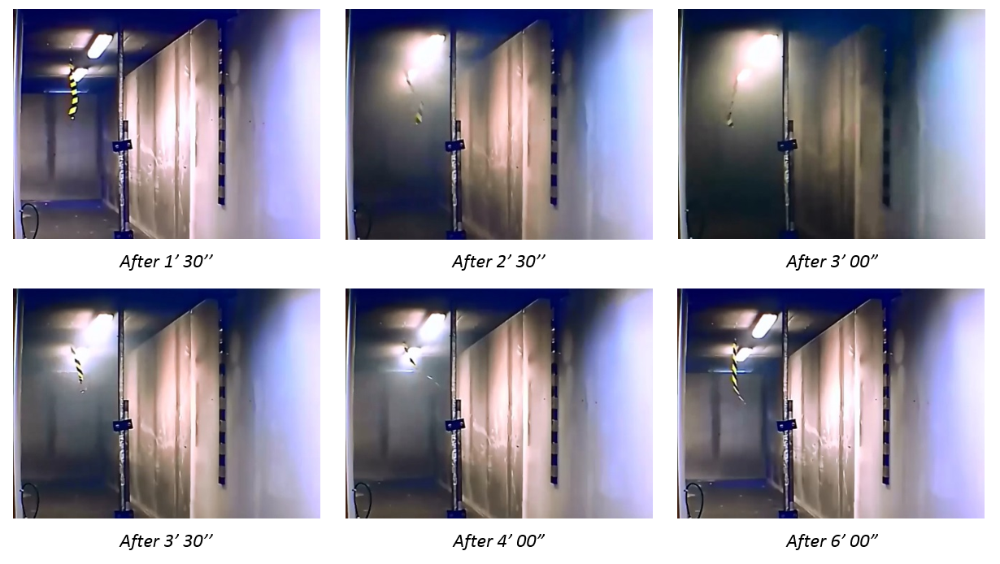 After 1’ 30’’
After 2’ 30’’
After 3’ 00”
After 3’ 30’’
After 4’ 00”
After 6’ 00”